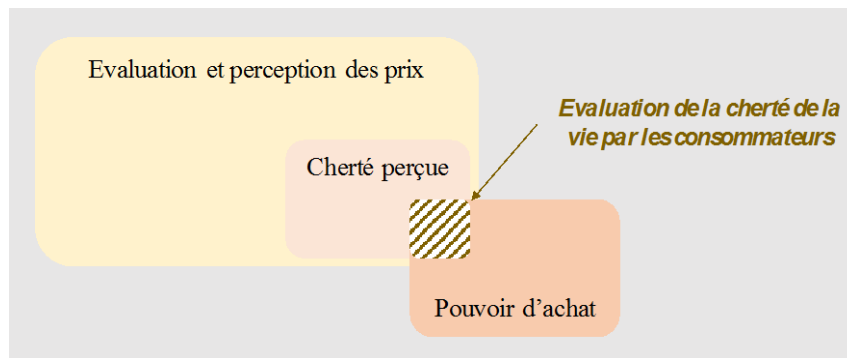 Evaluation et perception des prix
Evaluation de la cherté de la
vie par les consommateurs
Cherté perçue
Pouvoir d’achat